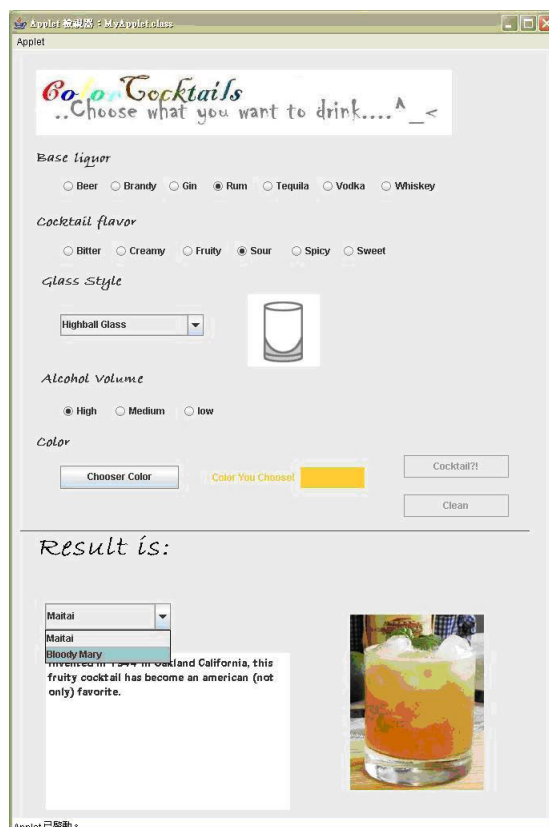 Applet 檢視器：MyApplet.class
Applet
Color Cocktails
..Choose what you want to drink....^_<
Base liquor
Beer Brandy Gin Rum Tequila Vodka Whiskey
Cocktail flavor
Bitter Creamy Fruity Sour Spicy Sweet
Glass Style
Highball Glass
Alcohol Volume
High Medium low
Color
Chooser Color Color You Choose! Cocktail?!
Clean
Result is:
Maitai
Maitai
Bloody Mary
Invented in 1944 in Oakland California, this
fruity cocktail has become an american (not
only) favorite.
Applet 已啟動。